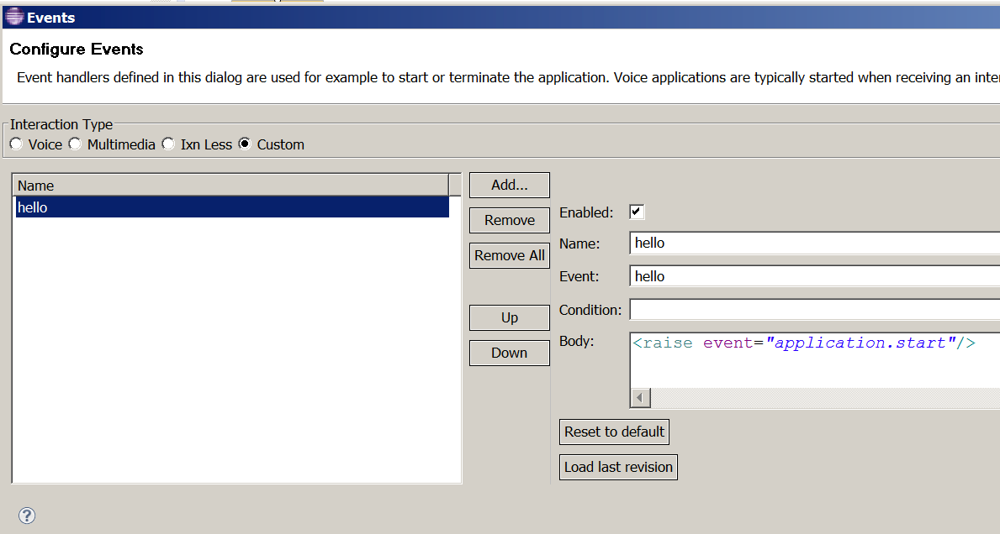 Events
Configure Events
Event handlers defined in this dialog are used for example to start or terminate the application. Voice applications are typically started when receiving an
Interaction Type
Voice Multimedia Ixn Less Custom
Name
hello
Add...
Remove
Remove All
Up
Down
Enabled:
Name: hello
Event: hello
Condition:
Body: <raise event="application.start"/>
Reset to default
Load last revision
?